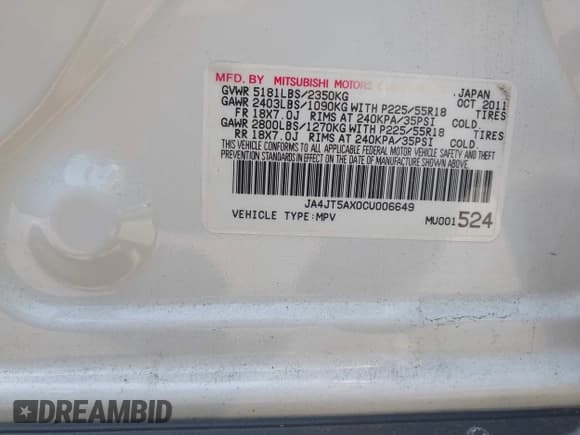 MFD. BY MITSUBISHI MOTORS
JAPAN
GVWR 5181LBS/2350KG OCT 2011
GAWR 2403LBS/1090KG WITH P225/55R18 TIRES
FR 18X7.0J RIMS AT 240KPA/35PSI COLD.
GAWR 2800LBS/1270KG WITH P225/55R18 TIRES
RR 18X7.0J RIMS AT 240KPA/35PSI COLD.
THIS VEHICLE CONFORMS TO ALL APPLICABLE FEDERAL MOTOR VEHICLE SAFETY AND THEFT
PREVENTION STANDARDS IN EFFECT ON THE DATE OF MANUFACTURE SHOWN ABOVE.
JA4JT5AX0CU006649
VEHICLE TYPE:MPV MU001524
DREAMBID